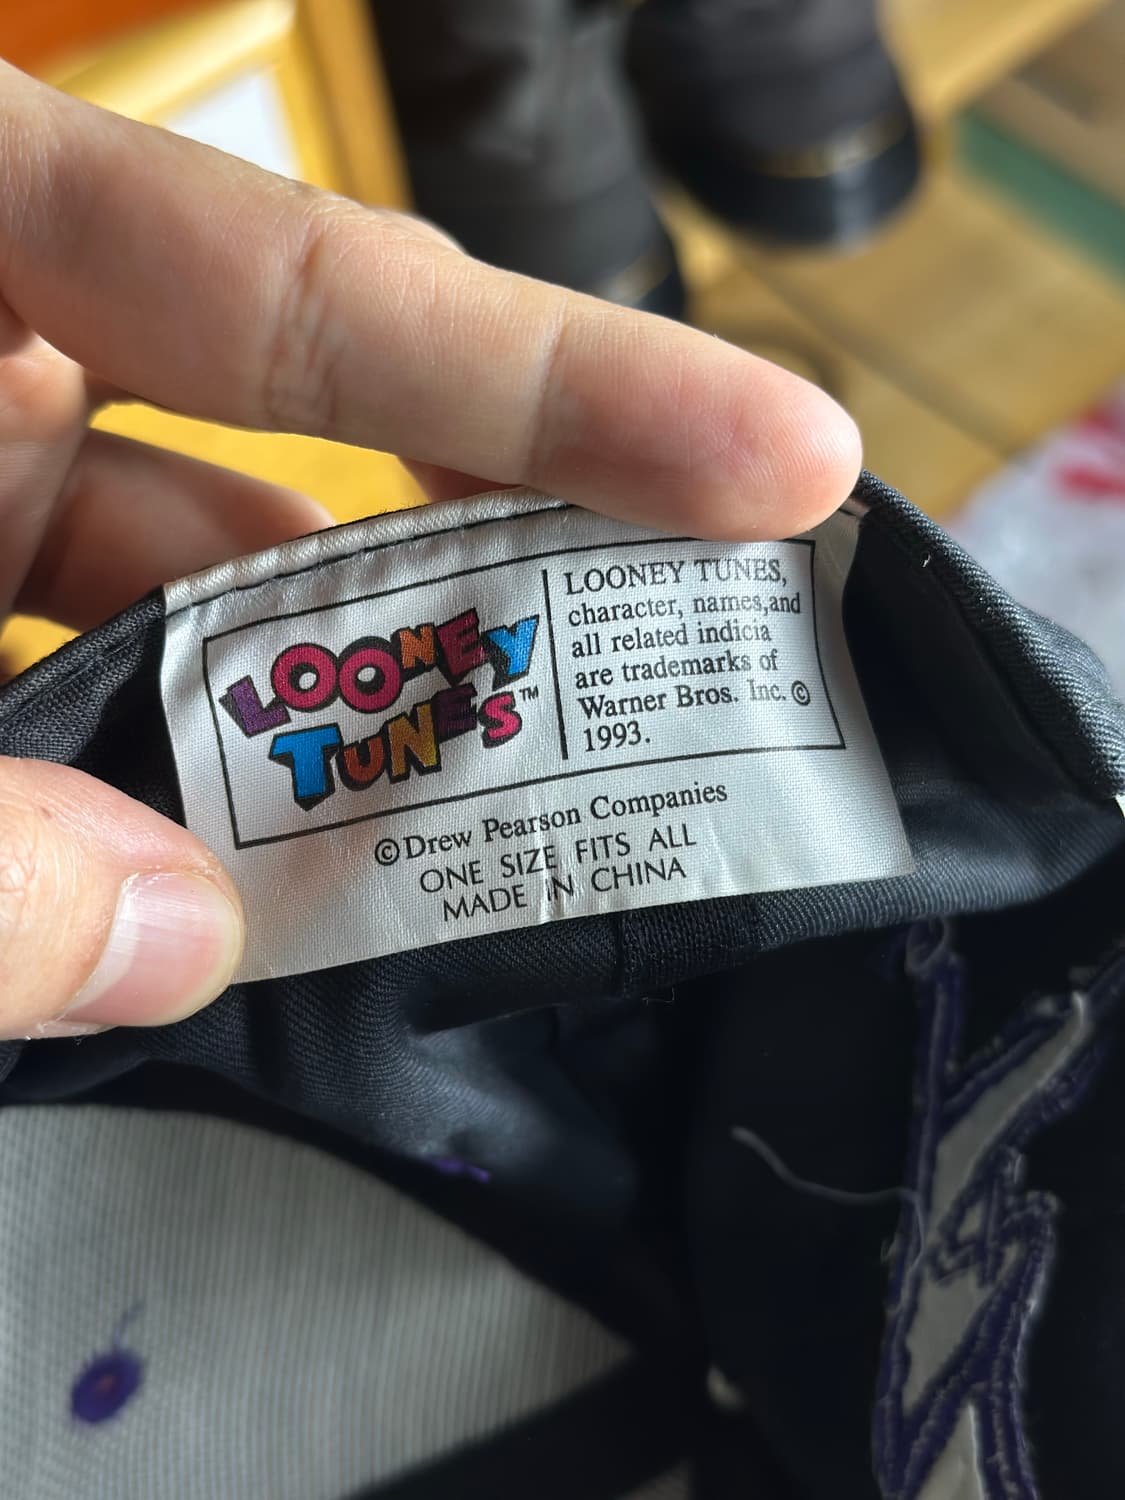 LOONEY
TUNES™
LOONEY TUNES,
character, names,and
all related indicia
are trademarks of
Warner Bros. Inc. ©
1993.
©Drew Pearson Companies
ONE SIZE FITS ALL
MADE IN CHINA